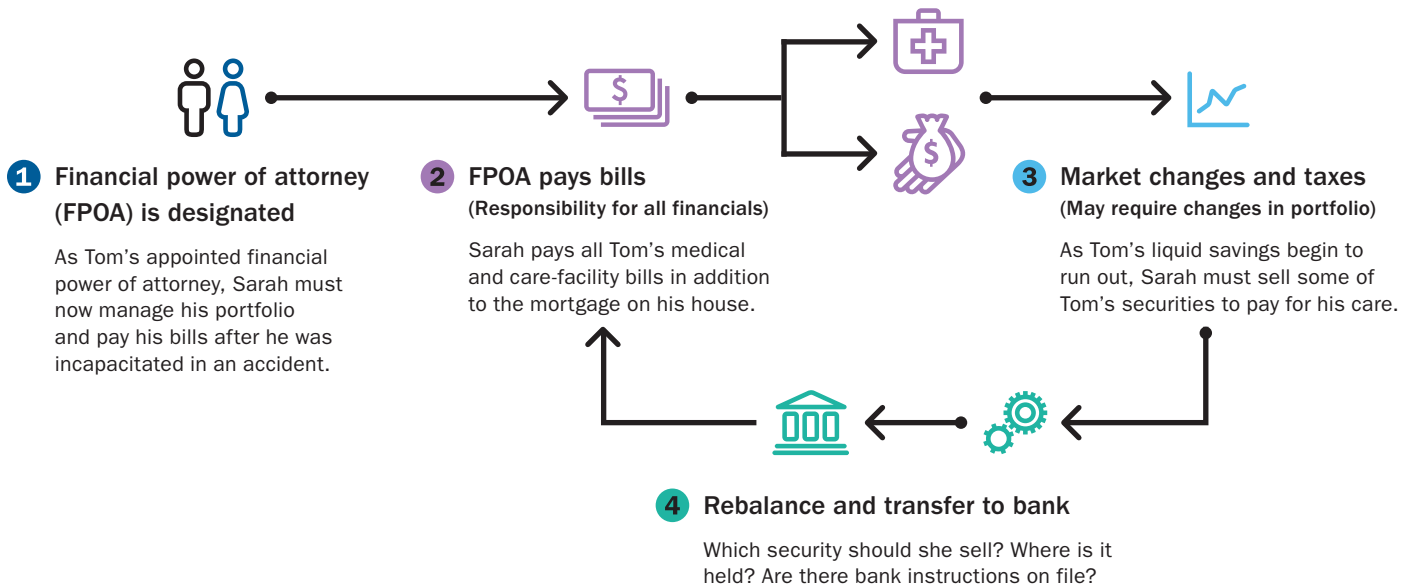 1 Financial power of attorney
(FPOA) is designated
As Tom's appointed financial
power of attorney, Sarah must
now manage his portfolio
and pay his bills after he was
incapacitated in an accident.
$
2 FPOA pays bills
(Responsibility for all financials)
Sarah pays all Tom's medical
and care-facility bills in addition
to the mortgage on his house.
$
3 Market changes and taxes
(May require changes in portfolio)
As Tom's liquid savings begin to
run out, Sarah must sell some of
Tom's securities to pay for his care.
4 Rebalance and transfer to bank
Which security should she sell? Where is it
held? Are there bank instructions on file?